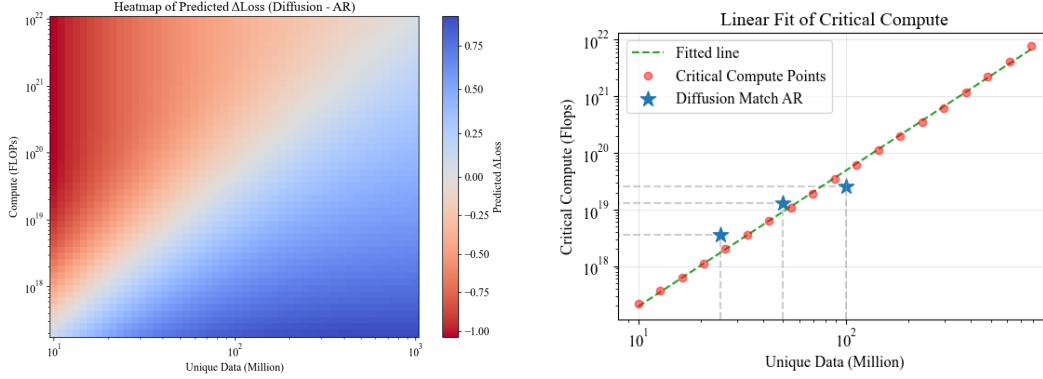 Heatmap of Predicted ΔLoss (Diffusion - AR)
Compute (FLOPs)
10^22
10^21
10^20
10^19
10^18
10^1
10^2
10^3
Unique Data (Million)
0.75
0.50
0.25
0.00
−0.25
−0.50
−0.75
−1.00
Predicted ΔLoss
Linear Fit of Critical Compute
Critical Compute (Flops)
10^22
10^21
10^20
10^19
10^18
Fitted line
Critical Compute Points
Diffusion Match AR
10^1
10^2
Unique Data (Million)